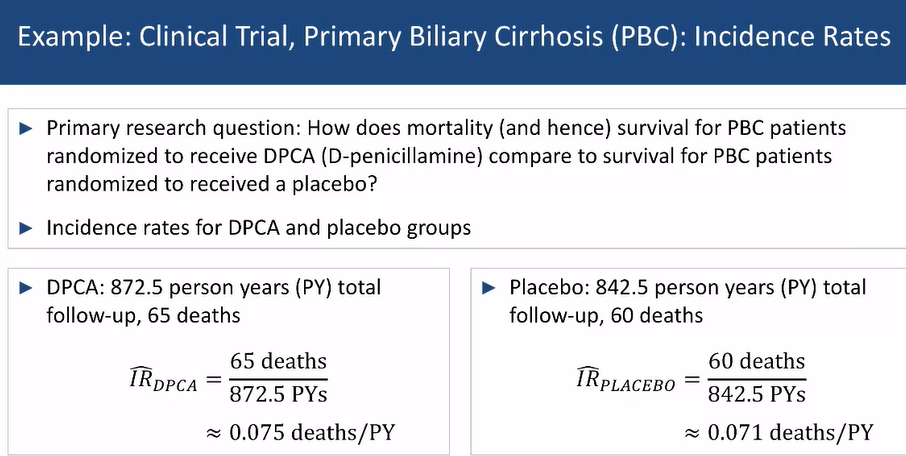 Example: Clinical Trial, Primary Biliary Cirrhosis (PBC): Incidence Rates
► Primary research question: How does mortality (and hence) survival for PBC patients
randomized to receive DPCA (D-penicillamine) compare to survival for PBC patients
randomized to received a placebo?
► Incidence rates for DPCA and placebo groups
► DPCA: 872.5 person years (PY) total
follow-up, 65 deaths
$\widehat{IR}_{DPCA} = \frac{65 \text{ deaths}}{872.5 \text{ PYs}}$
≈ 0.075 deaths/PY
► Placebo: 842.5 person years (PY) total
follow-up, 60 deaths
$\widehat{IR}_{PLACEBO} = \frac{60 \text{ deaths}}{842.5 \text{ PYs}}$
≈ 0.071 deaths/PY